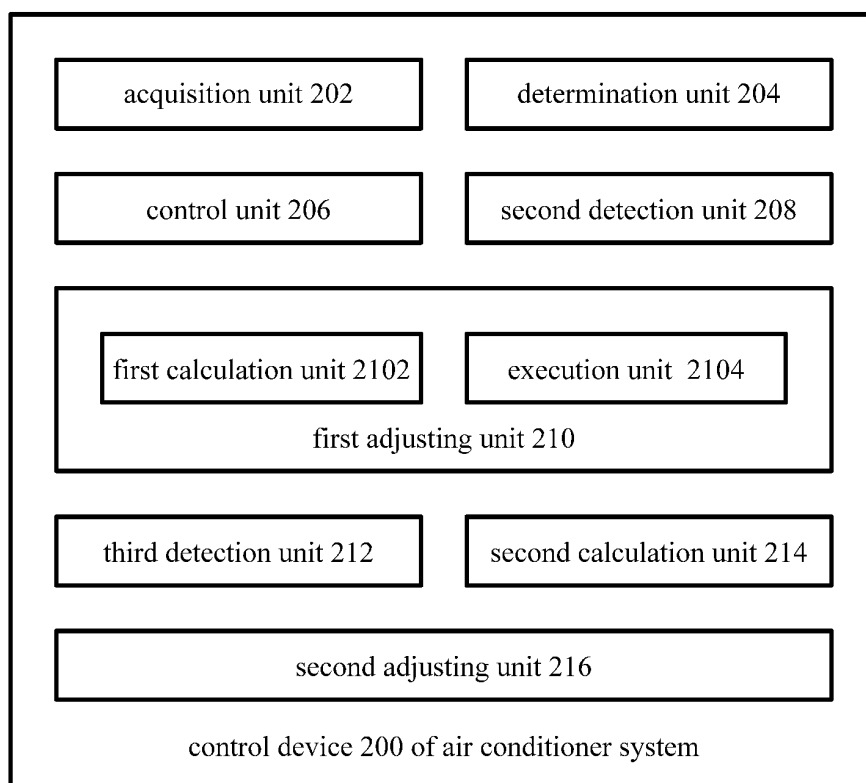 acquisition unit 202
determination unit 204
control unit 206
second detection unit 208
first calculation unit 2102
execution unit 2104
first adjusting unit 210
third detection unit 212
second calculation unit 214
second adjusting unit 216
control device 200 of air conditioner system